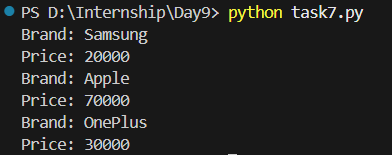 PS D:\Internship\Day9> python task7.py
Brand: Samsung
Price: 20000
Brand: Apple
Price: 70000
Brand: OnePlus
Price: 30000